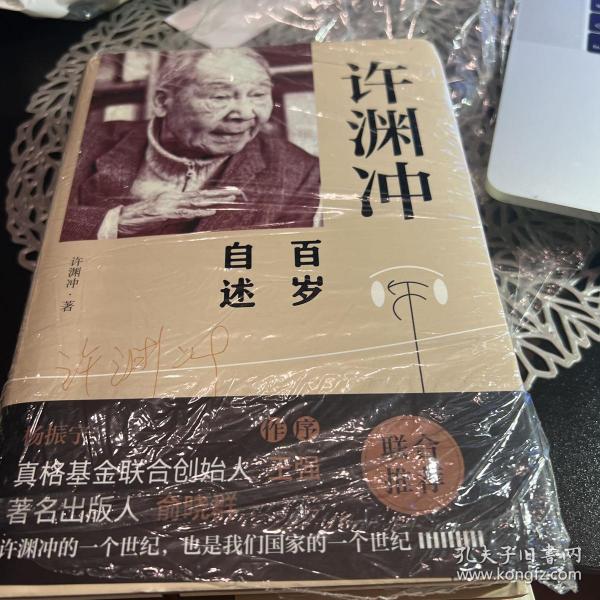 许渊冲
百岁
自述
许渊冲·著
许渊冲
杨振宁
作序
真格基金联合创始人 王强
著名出版人 俞晓群
联合
推荐
许渊冲的一个世纪，也是我们国家的一个世纪
孔夫子旧书网
www.kongfz.com